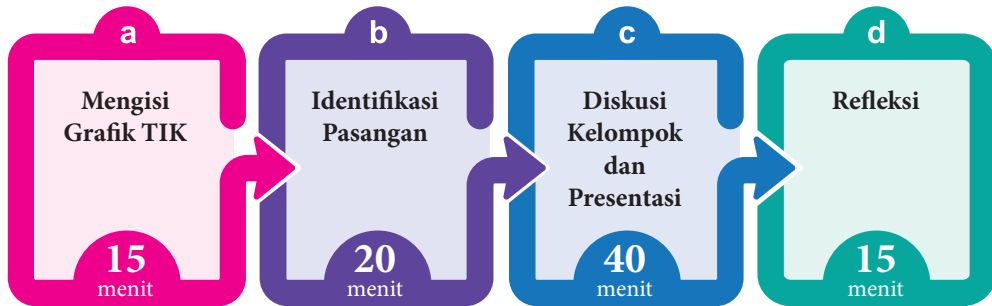 a
Mengisi
Grafik TIK
15
menit
b
Identifikasi
Pasangan
20
menit
c
Diskusi
Kelompok
dan
Presentasi
40
menit
d
Refleksi
15
menit